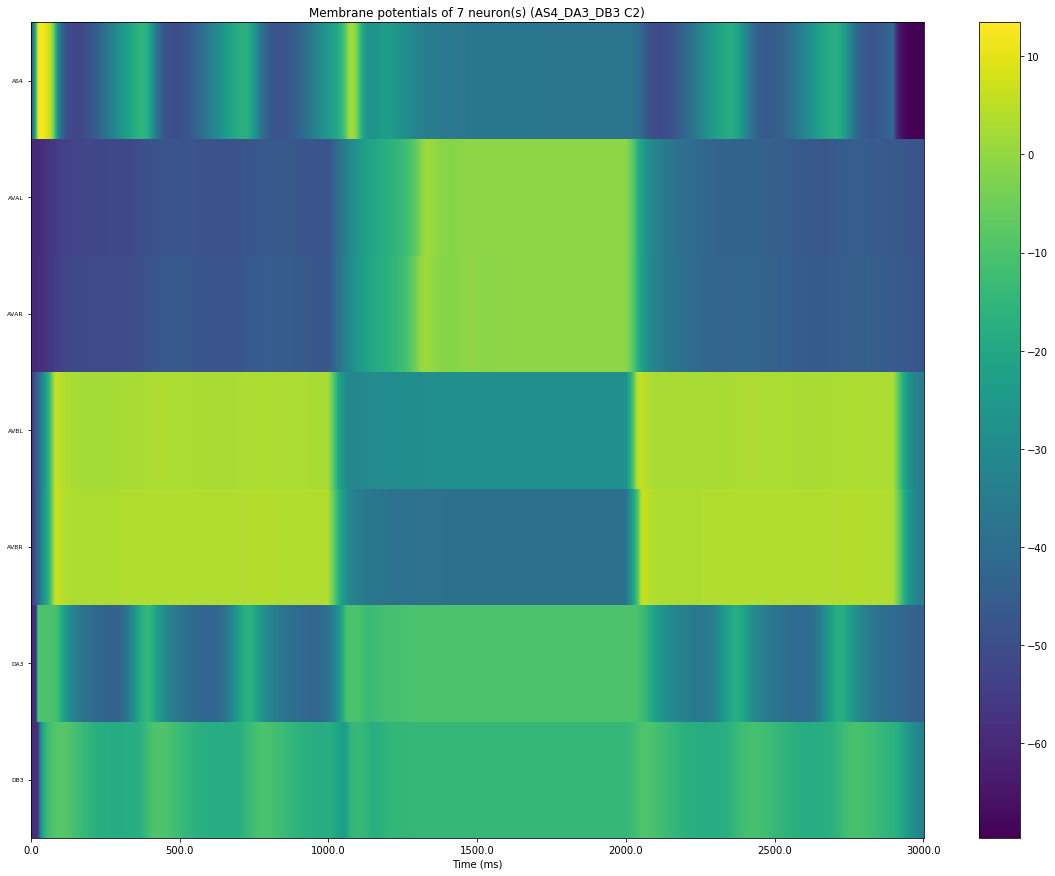 Membrane potentials of 7 neuron(s) (AS4_DA3_DB3 C2)
AS4
AVAL
AVAR
AVBL
AVBR
DA3
DB3
0.0 500.0 1000.0 1500.0 2000.0 2500.0 3000.0
Time (ms)
10
0
−10
−20
−30
−40
−50
−60